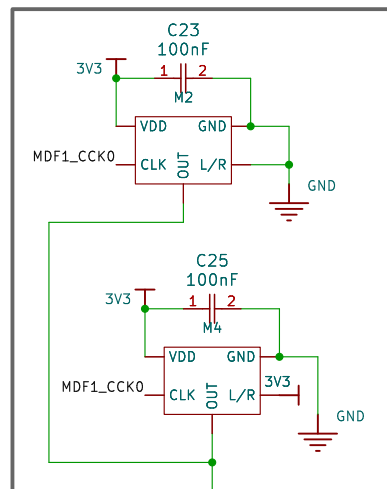 C23
100nF
3V3
1 2
M2
VDD GND
MDF1_CCK0 CLK OUT L/R
GND
C25
100nF
3V3
1 2
M4
VDD GND
MDF1_CCK0 CLK OUT L/R 3V3
GND